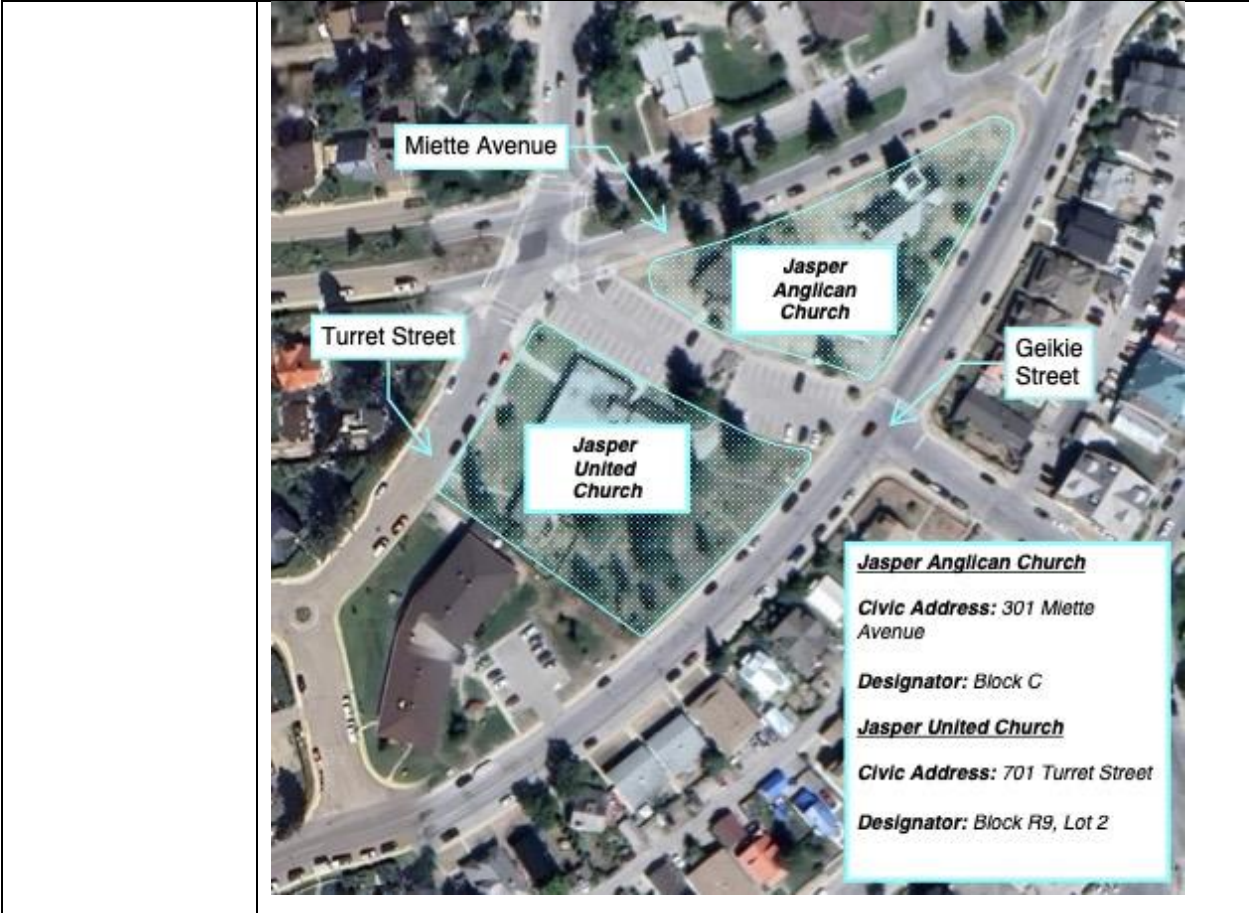 Miette Avenue
Jasper
Anglican
Church
Turret Street
Geikie
Street
Jasper
United
Church
Jasper Anglican Church
Civic Address: 301 Miette
Avenue
Designator: Block C
Jasper United Church
Civic Address: 701 Turret Street
Designator: Block R9, Lot 2